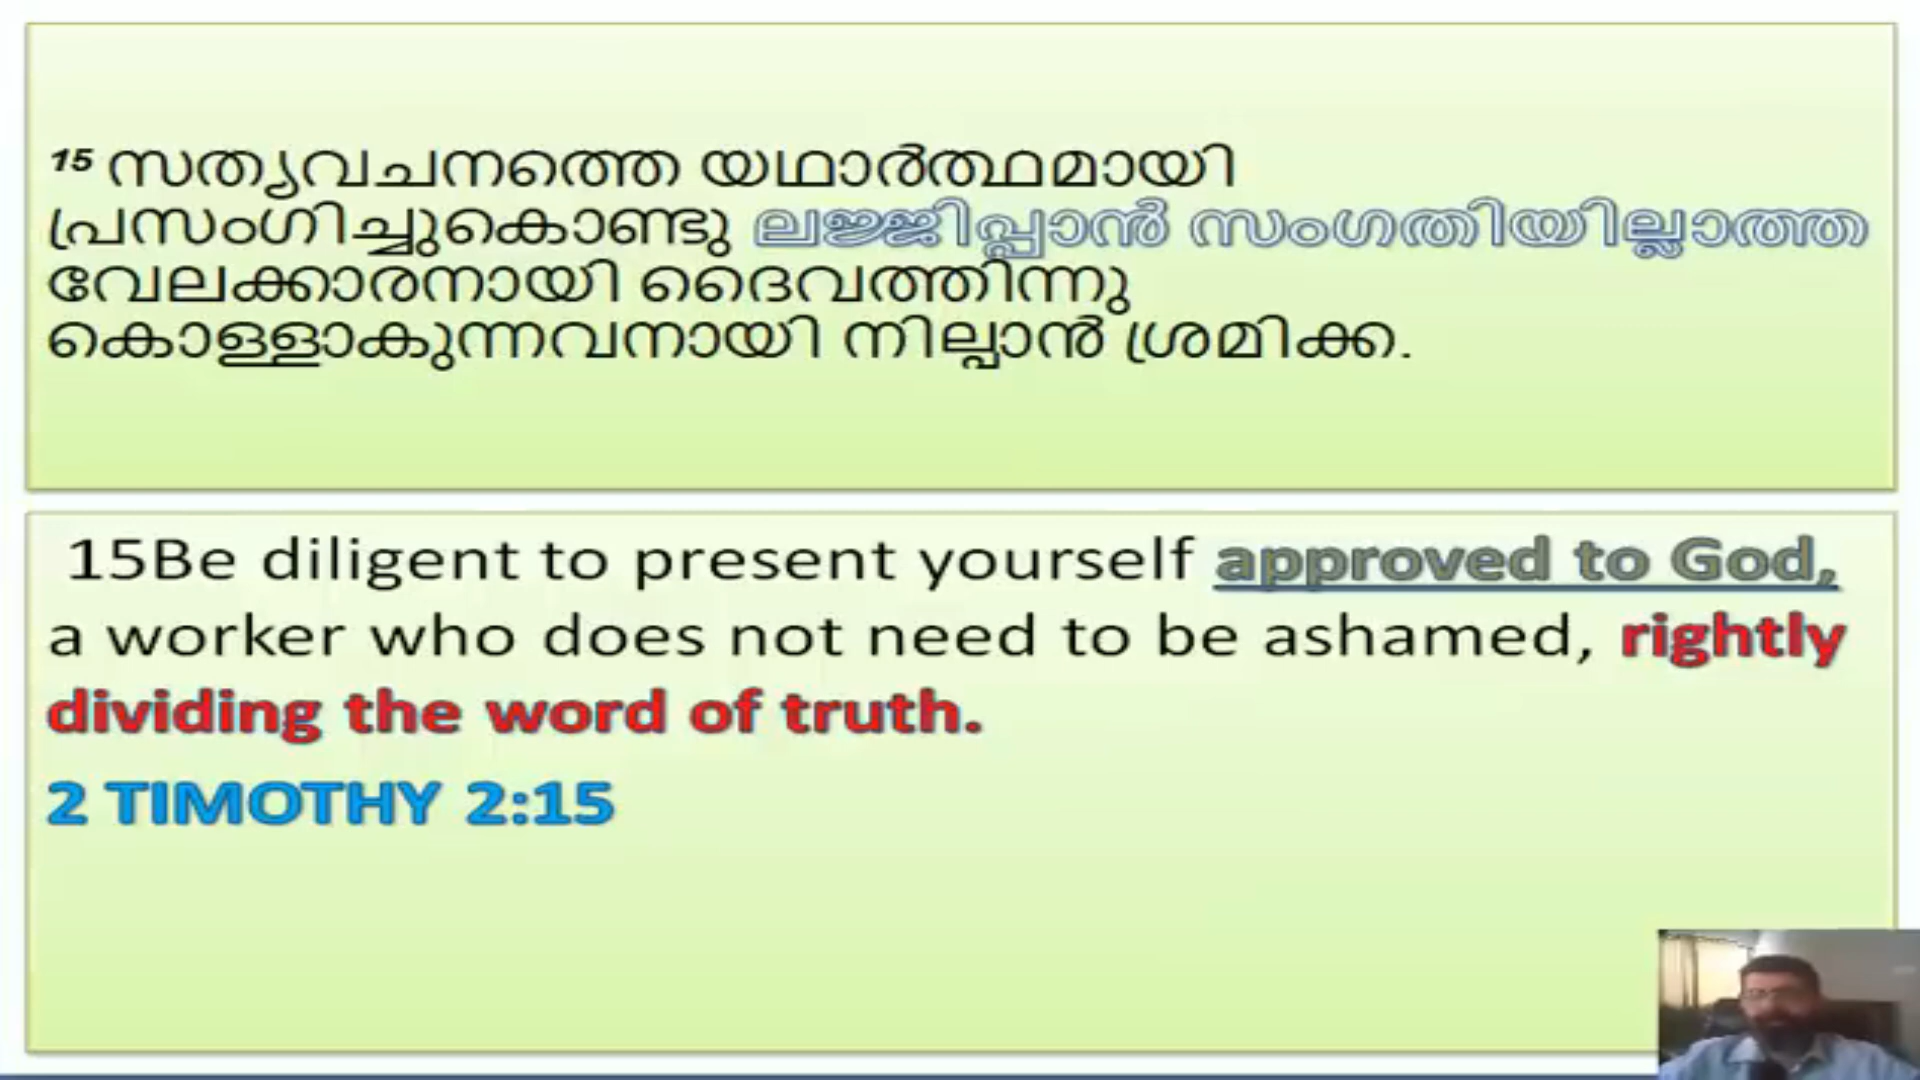 15 സത്യവചനത്തെ യഥാർത്ഥമായി
പ്രസംഗിച്ചുകൊണ്ടു ലജ്ജിപ്പാൻ സംഗതിയില്ലാത്ത
വേലക്കാരനായി ദൈവത്തിന്നു
കൊള്ളാകുന്നവനായി നില്പാൻ ശ്രമിക്ക.
15Be diligent to present yourself approved to God,
a worker who does not need to be ashamed, rightly
dividing the word of truth.
2 TIMOTHY 2:15